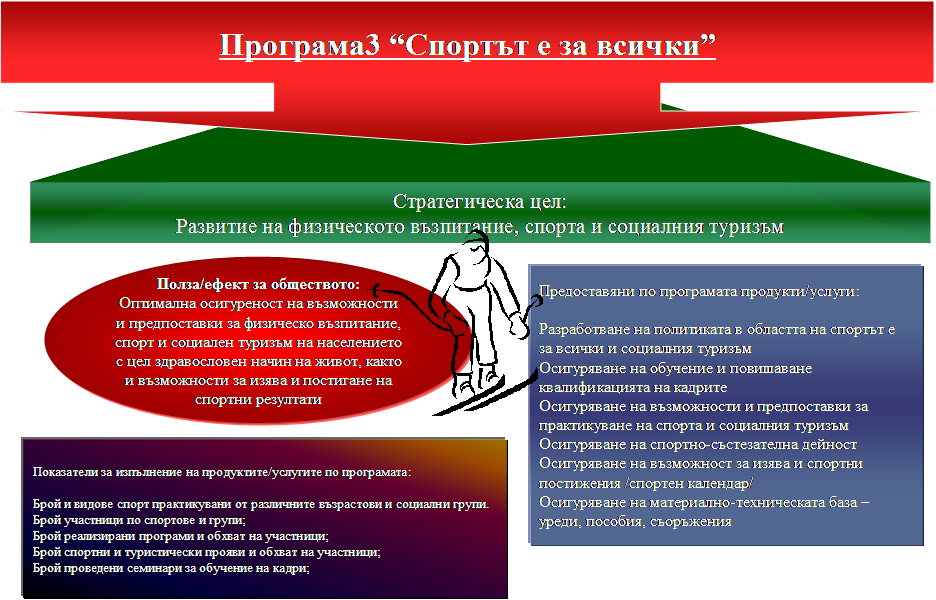 Програма3 “Спортът е за всички”
Стратегическа цел:
Развитие на физическото възпитание, спорта и социалния туризъм
Полза/ефект за обществото:
Оптимална осигуреност на възможности
и предпоставки за физическо възпитание,
спорт и социален туризъм на населението
с цел здравословен начин на живот, както
и възможности за изява и постигане на
спортни резултати
Предоставяни по програмата продукти/услуги:
Разработване на политиката в областта на спортът е
за всички и социалния туризъм
Осигуряване на обучение и повишаване
квалификацията на кадрите
Осигуряване на възможности и предпоставки за
практикуване на спорта и социалния туризъм
Осигуряване на спортно-състезателна дейност
Осигуряване на възможност за изява и спортни
постижения /спортен календар/
Осигуряване на материално-техническата база –
уреди, пособия, съоръжения
Показатели за изпълнение на продуктите/услугите по програмата:
Брой и видове спорт практикувани от различните възрастови и социални групи.
Брой участници по спортове и групи;
Брой реализирани програми и обхват на участници;
Брой спортни и туристически прояви и обхват на участници;
Брой проведени семинари за обучение на кадри;